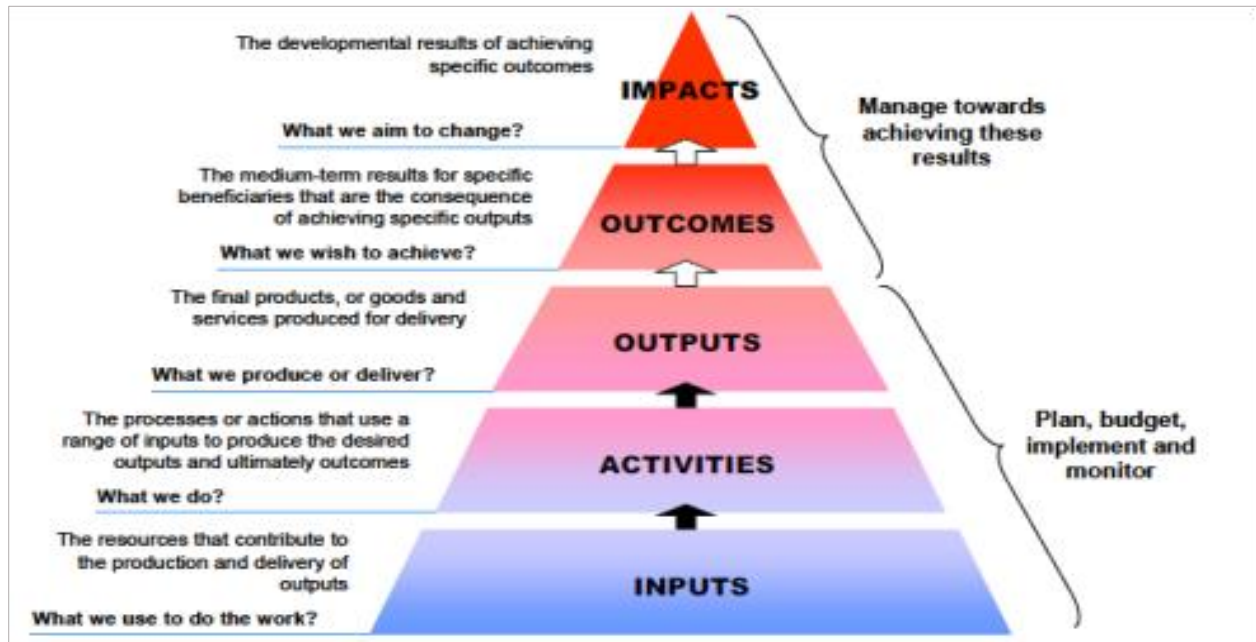 The developmental results of achieving
specific outcomes
IMPACTS
What we aim to change?
Manage towards
achieving these
results
The medium-term results for specific
beneficiaries that are the consequence
of achieving specific outputs
OUTCOMES
What we wish to achieve?
The final products, or goods and
services produced for delivery
OUTPUTS
What we produce or deliver?
The processes or actions that use a
range of inputs to produce the desired
outputs and ultimately outcomes
ACTIVITIES
What we do?
Plan, budget,
implement and
monitor
The resources that contribute to
the production and delivery of
outputs
INPUTS
What we use to do the work?